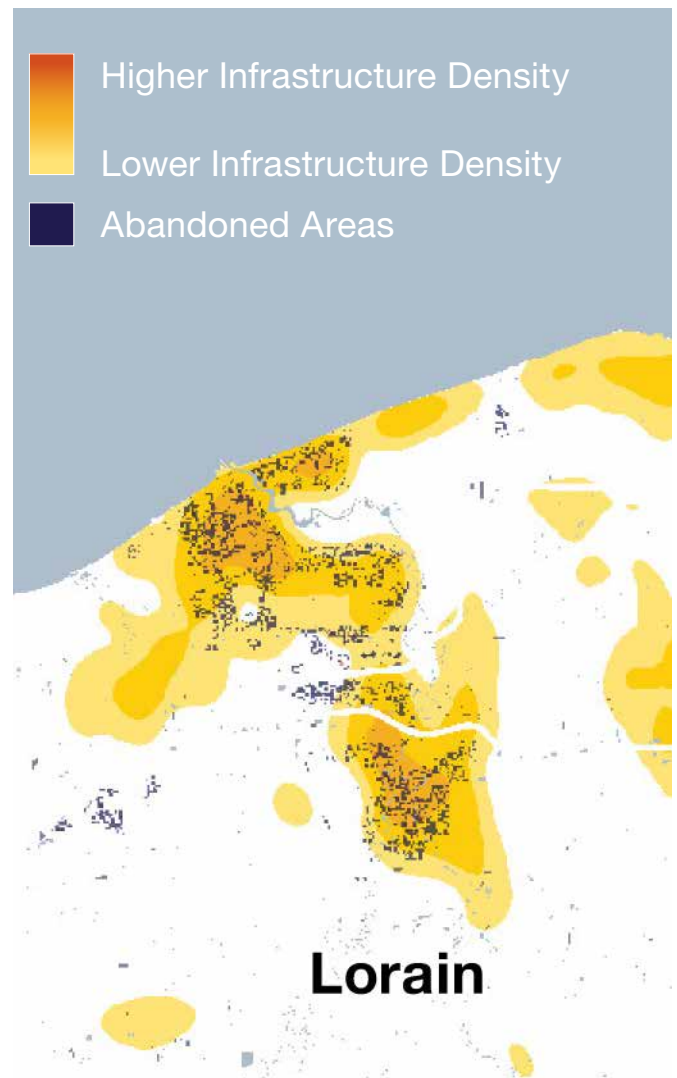 Higher Infrastructure Density
Lower Infrastructure Density
Abandoned Areas
Lorain